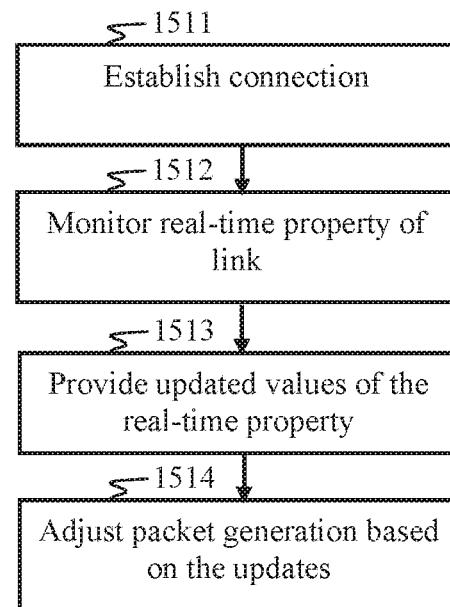 1511
Establish connection
1512
Monitor real-time property of
link
1513
Provide updated values of the
real-time property
1514
Adjust packet generation based
on the updates